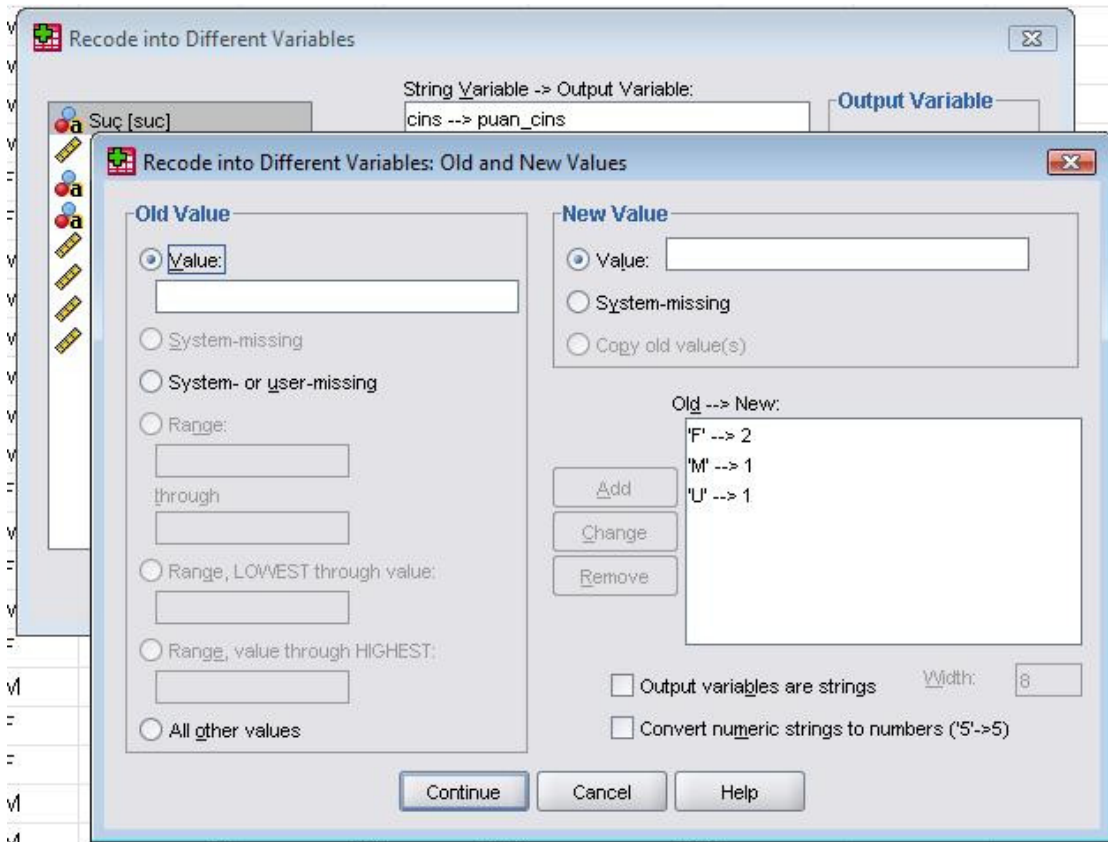 Recode into Different Variables
String Variable -> Output Variable:
Output Variable
Suç [suc]
cins --> puan_cins
Recode into Different Variables: Old and New Values
Old Value
Value:
System-missing
System- or user-missing
Range:
through
Range, LOWEST through value:
Range, value through HIGHEST:
All other values
New Value
Value:
System-missing
Copy old value(s)
Old --> New:
'F' --> 2
'M' --> 1
'U' --> 1
Add
Change
Remove
Output variables are strings
Width:
8
Convert numeric strings to numbers ('5'->5)
Continue
Cancel
Help
M
F
F
M